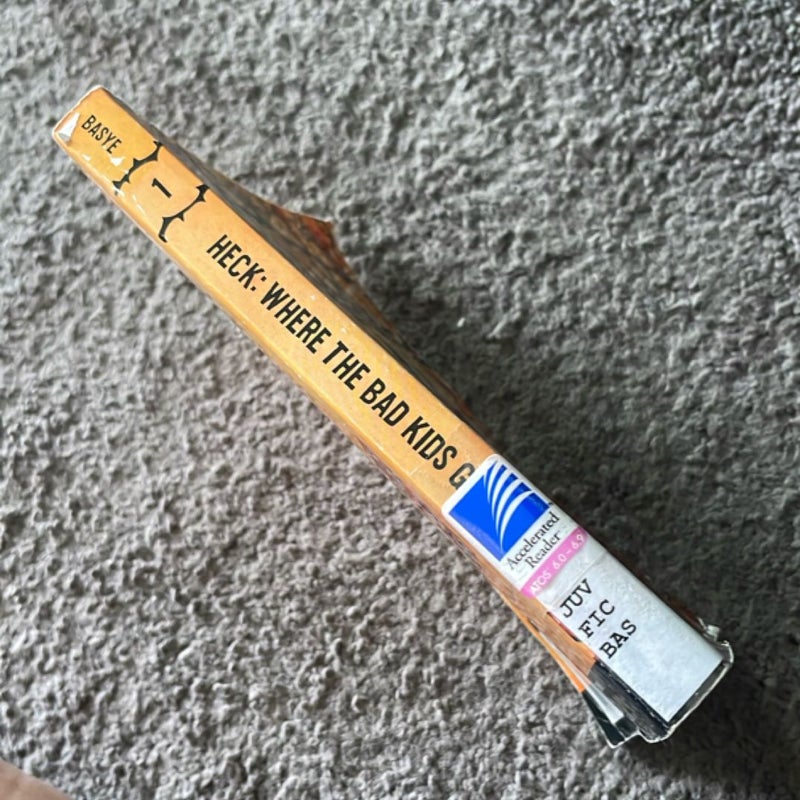 BASYE
1
HECK: WHERE THE BAD KIDS G
Accelerated
Reader
ATOS 6.0 - 6.9
JUV
FIC
BAS